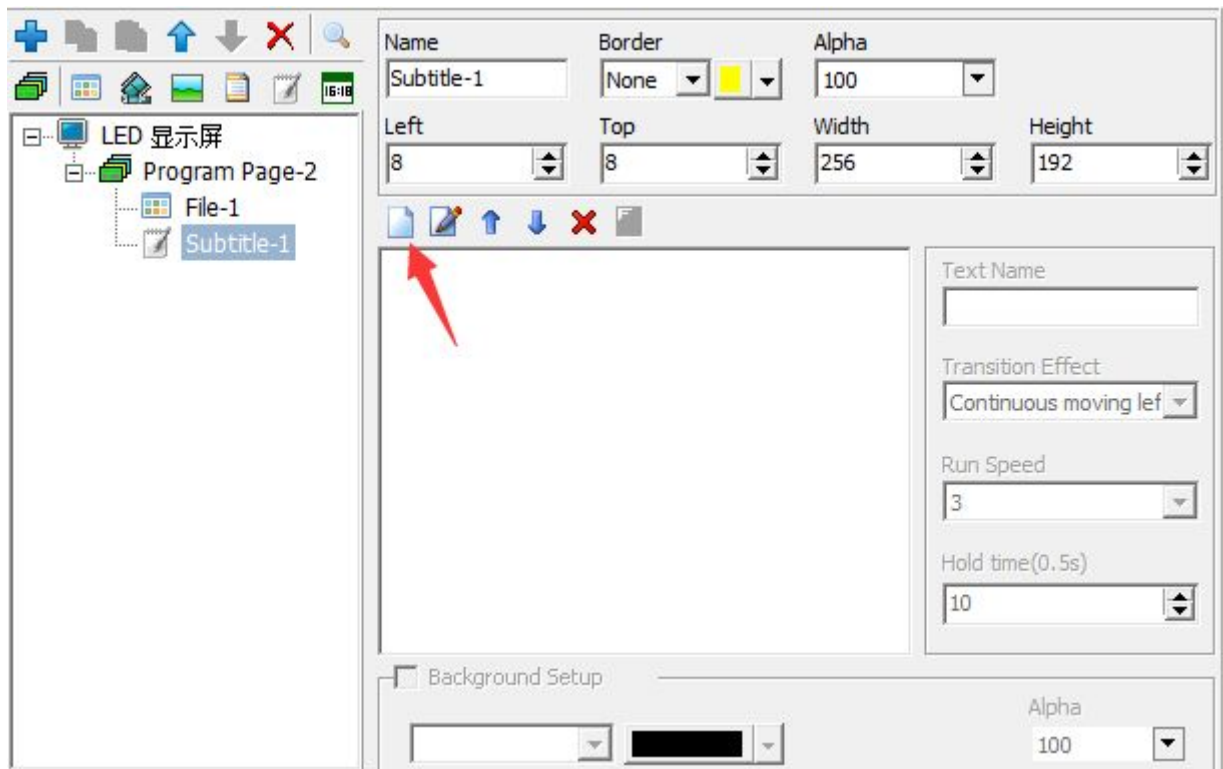 16:18
LED 显示屏
Program Page-2
File-1
Subtitle-1
Name Border Alpha
Subtitle-1 None 100
Left Top Width Height
8 8 256 192
Text Name
Transition Effect
Continuous moving lef
Run Speed
3
Hold time(0.5s)
10
Background Setup
Alpha
100